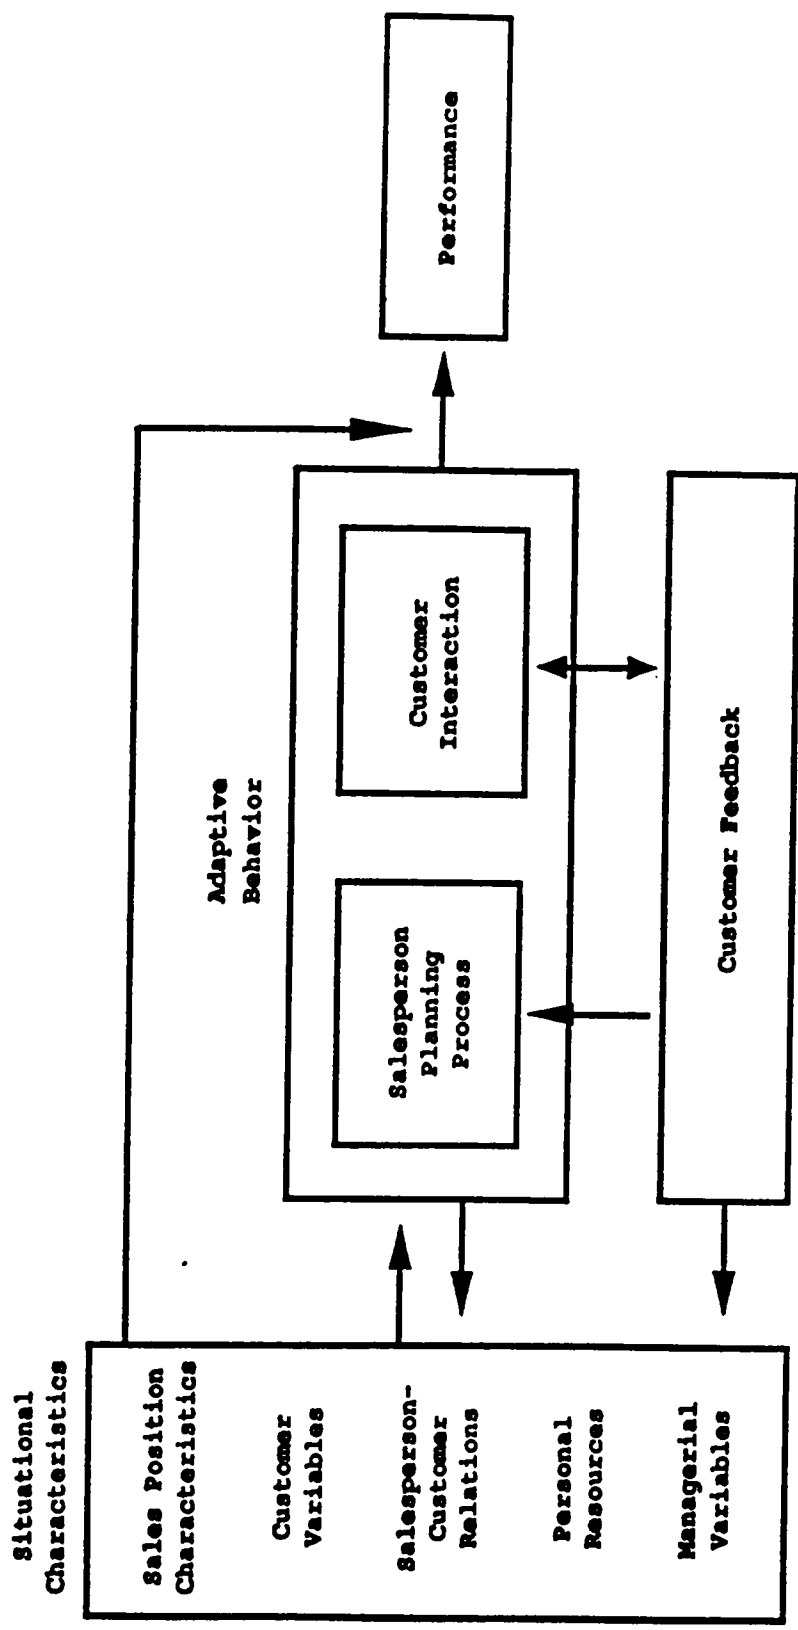 Situational
Characteristics
Sales Position
Characteristics
Customer
Variables
Salesperson-
Customer
Relations
Personal
Resources
Managerial
Variables
Adaptive
Behavior
Salesperson
Planning
Process
Customer
Interaction
Customer Feedback
Performance